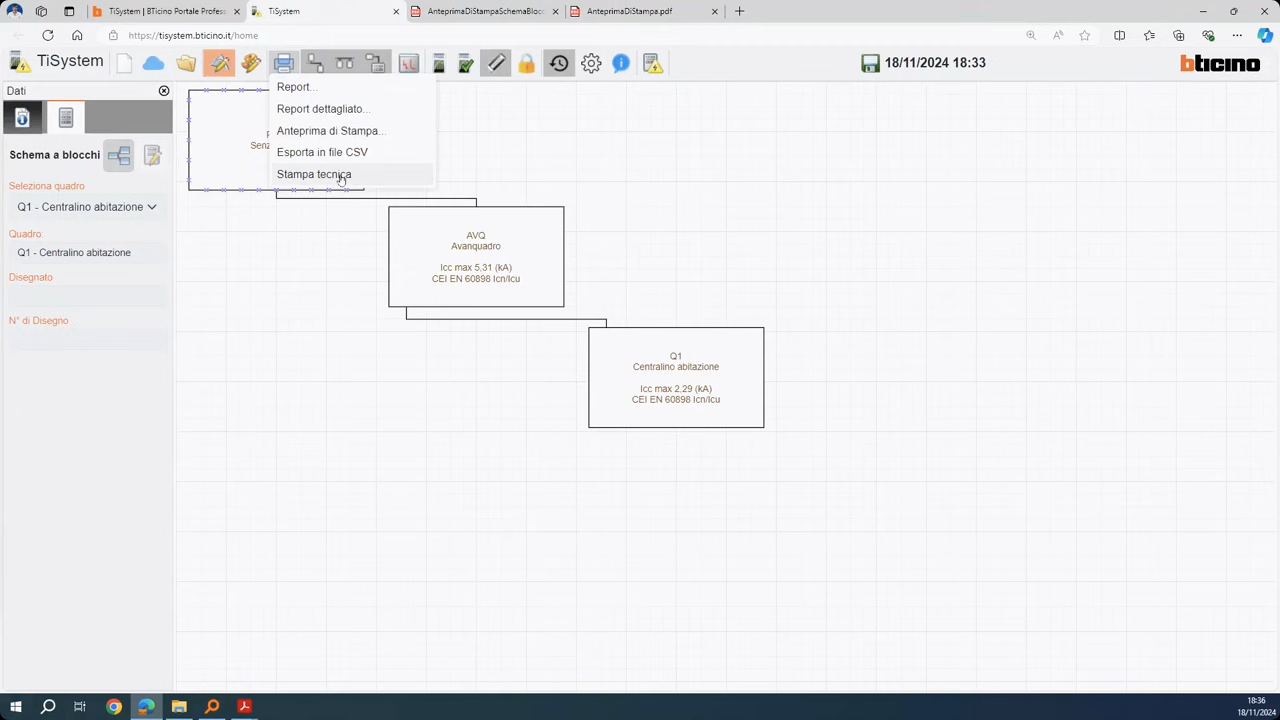 TiSystem | BTicino Portale Profess
TiSystem
AnteprimaDiStampaSchemaBloc
AnteprimaDiStampa.pdf
https://tisystem.bticino.it/home
TiSystem
18/11/2024 18:33
bticino
Dati
Report...
Report dettagliato...
Anteprima di Stampa...
Esporta in file CSV
Stampa tecnica
Schema a blocchi
Seleziona quadro
Q1 - Centralino abitazione
Quadro:
Q1 - Centralino abitazione
Disegnato
N° di Disegno
Senz
AVQ
Avanquadro
Icc max 5,31 (kA)
CEI EN 60898 Icn/Icu
Q1
Centralino abitazione
Icc max 2,29 (kA)
CEI EN 60898 Icn/Icu
18:36
18/11/2024